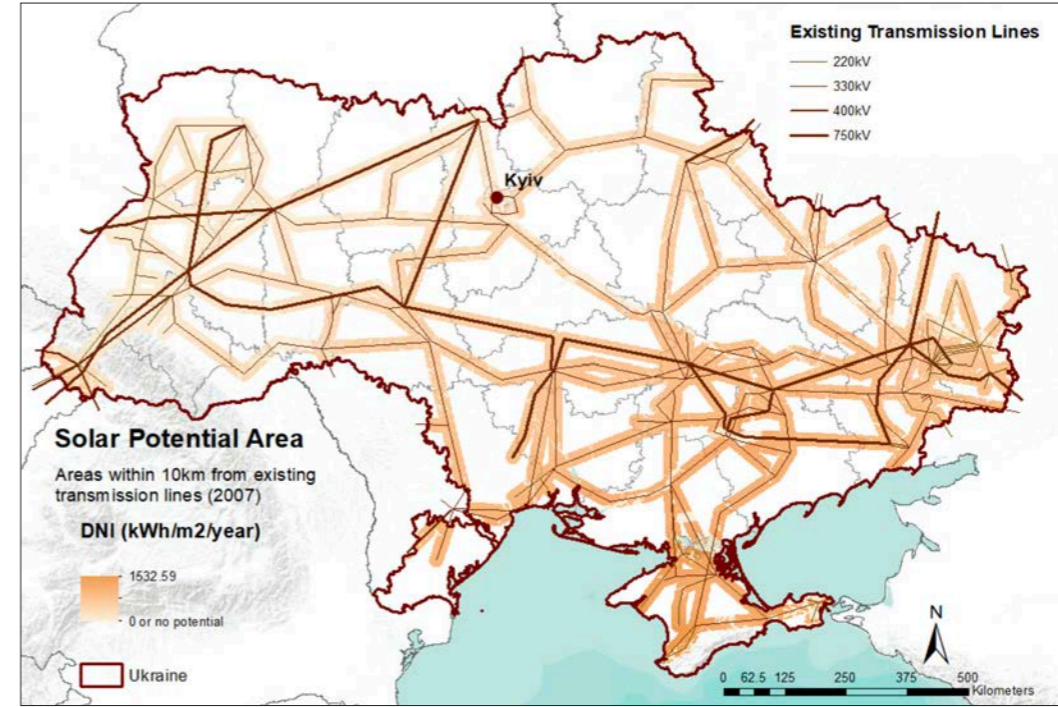 Existing Transmission Lines
220kV
330kV
400kV
750kV
Kyiv
Solar Potential Area
Areas within 10km from existing
transmission lines (2007)
DNI (kWh/m2/year)
1532.59
0 or no potential
Ukraine
N
0 62.5 125 250 375 500
Kilometers